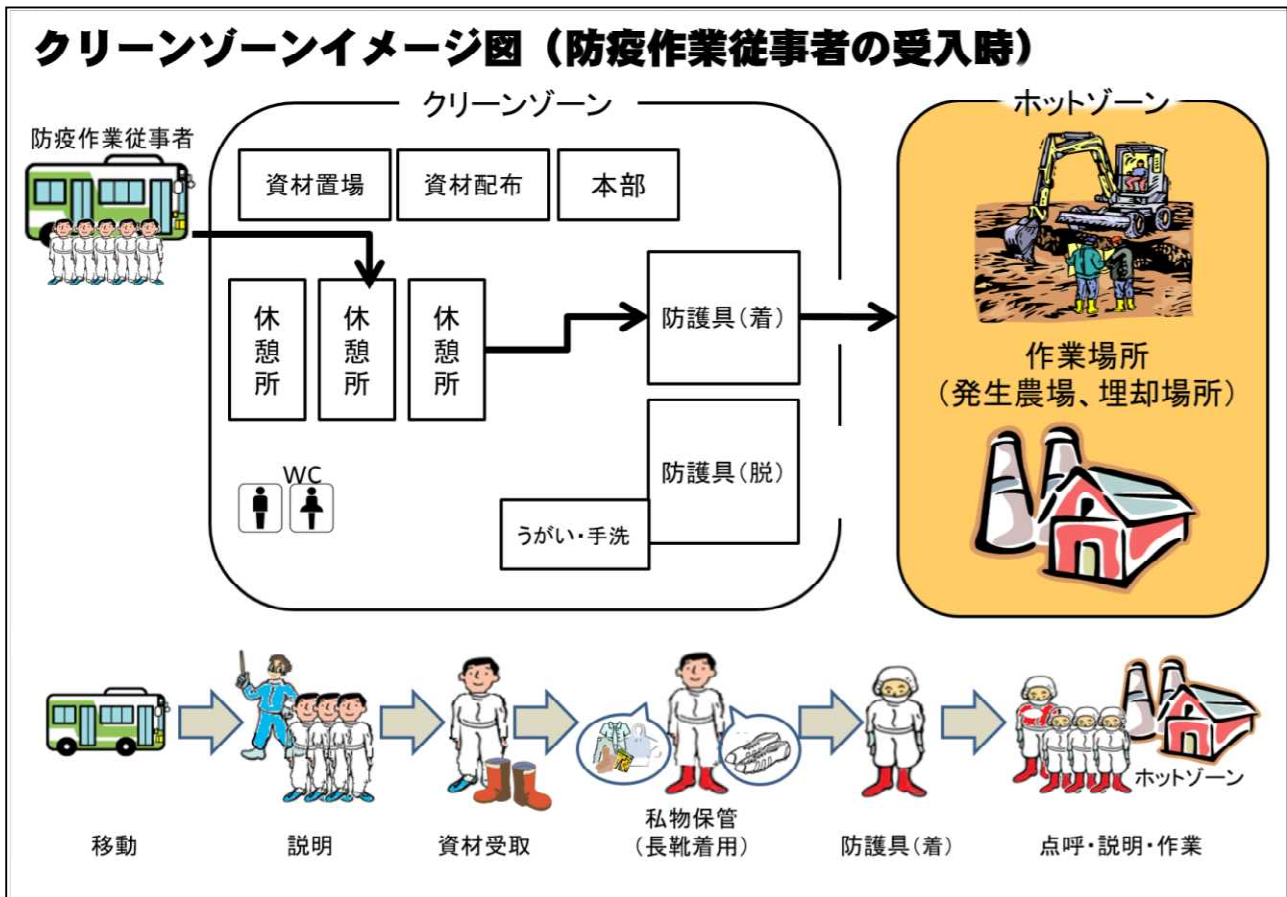 クリーンゾーンイメージ図（防疫作業従事者の受入時）
クリーンゾーン
ホットゾーン
防疫作業従事者
資材置場
資材配布
本部
休憩所
休憩所
休憩所
防護具（着）
作業場所
（発生農場、埋却場所）
防護具（脱）
WC
うがい・手洗
ホットゾーン
移動
説明
資材受取
私物保管
（長靴着用）
防護具（着）
点呼・説明・作業